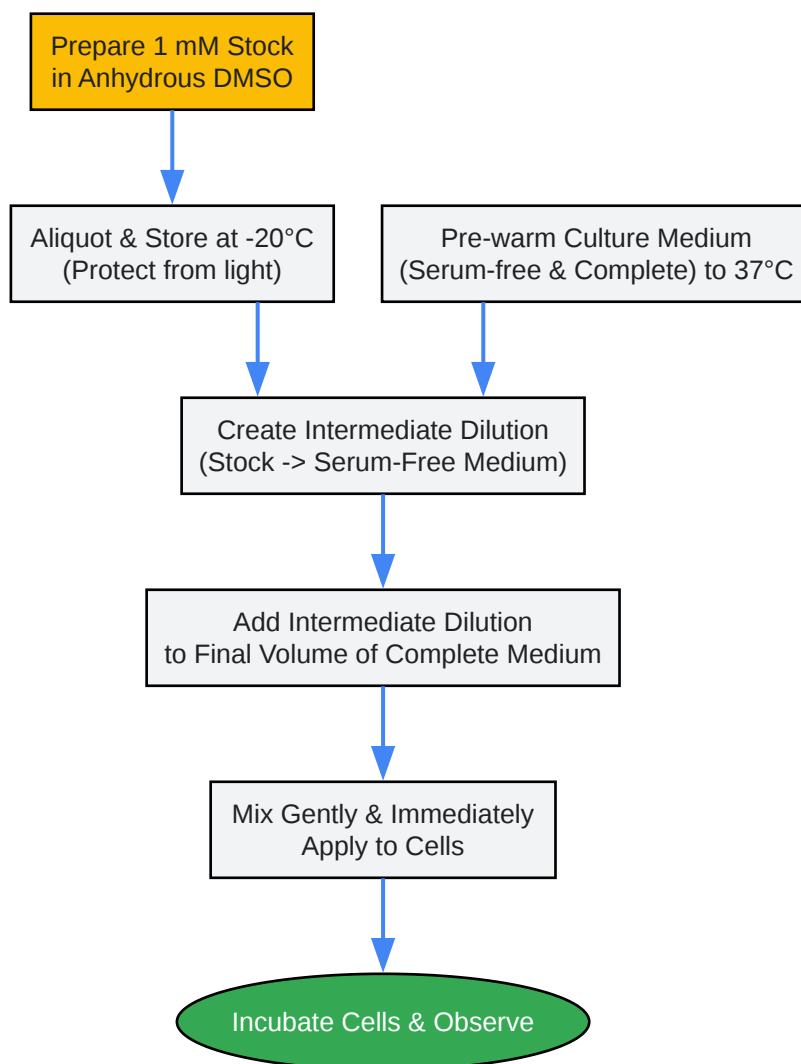 Prepare 1 mM Stock
in Anhydrous DMSO
Aliquot & Store at -20°C
(Protect from light)
Pre-warm Culture Medium
(Serum-free & Complete) to 37°C
Create Intermediate Dilution
(Stock -> Serum-Free Medium)
Add Intermediate Dilution
to Final Volume of Complete Medium
Mix Gently & Immediately
Apply to Cells
Incubate Cells & Observe